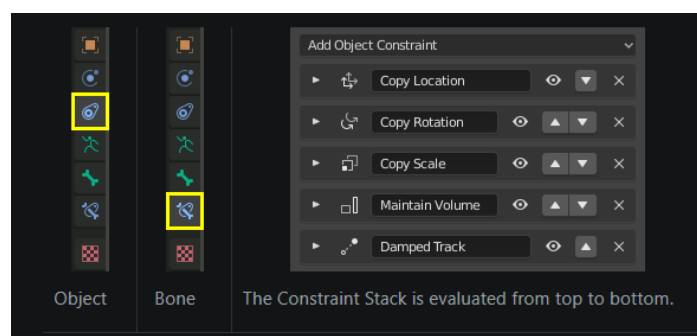 Add Object Constraint
Copy Location
Copy Rotation
Copy Scale
Maintain Volume
Damped Track
Object
Bone
The Constraint Stack is evaluated from top to bottom.